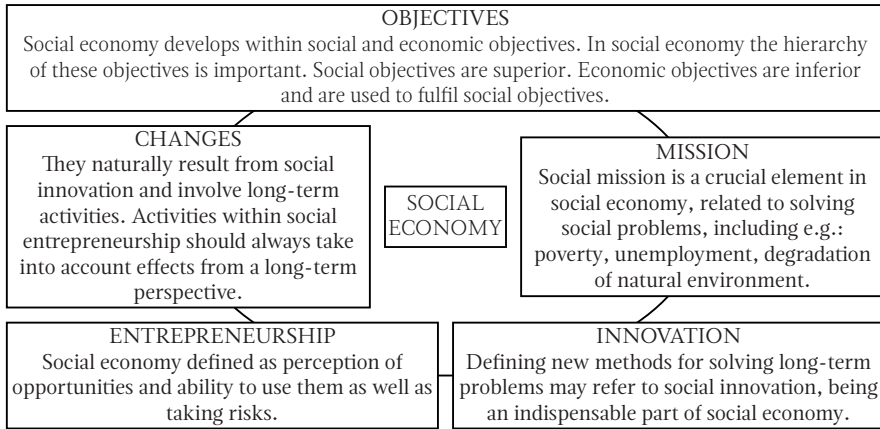 OBJECTIVES
Social economy develops within social and economic objectives. In social economy the hierarchy
of these objectives is important. Social objectives are superior. Economic objectives are inferior
and are used to fulfil social objectives.
CHANGES
They naturally result from social
innovation and involve long-term
activities. Activities within social
entrepreneurship should always take
into account effects from a long-term
perspective.
SOCIAL
ECONOMY
MISSION
Social mission is a crucial element in
social economy, related to solving
social problems, including e.g.:
poverty, unemployment, degradation
of natural environment.
ENTREPRENEURSHIP
Social economy defined as perception of
opportunities and ability to use them as well as
taking risks.
INNOVATION
Defining new methods for solving long-term
problems may refer to social innovation, being
an indispensable part of social economy.